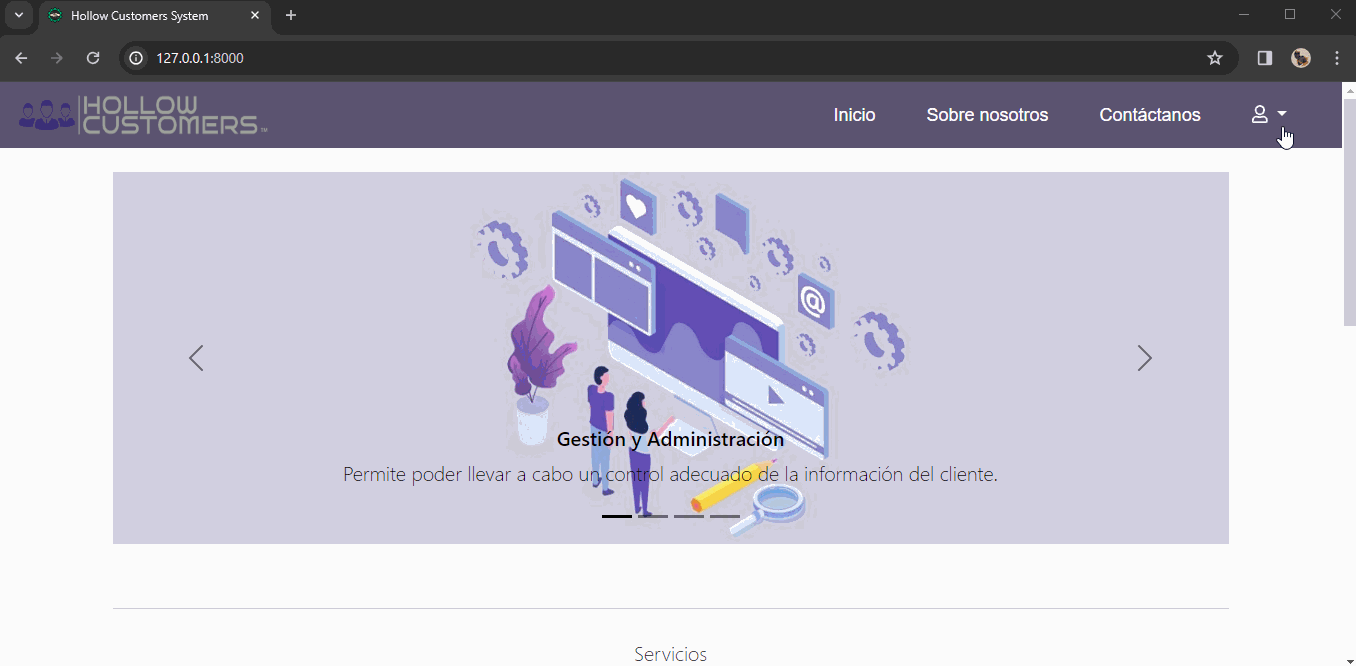 Hollow Customers System
127.0.0.1:8000
HOLLOW
CUSTOMERS™
Inicio
Sobre nosotros
Contáctanos
@
Gestión y Administración
Permite poder llevar a cabo un control adecuado de la información del cliente.
Servicios